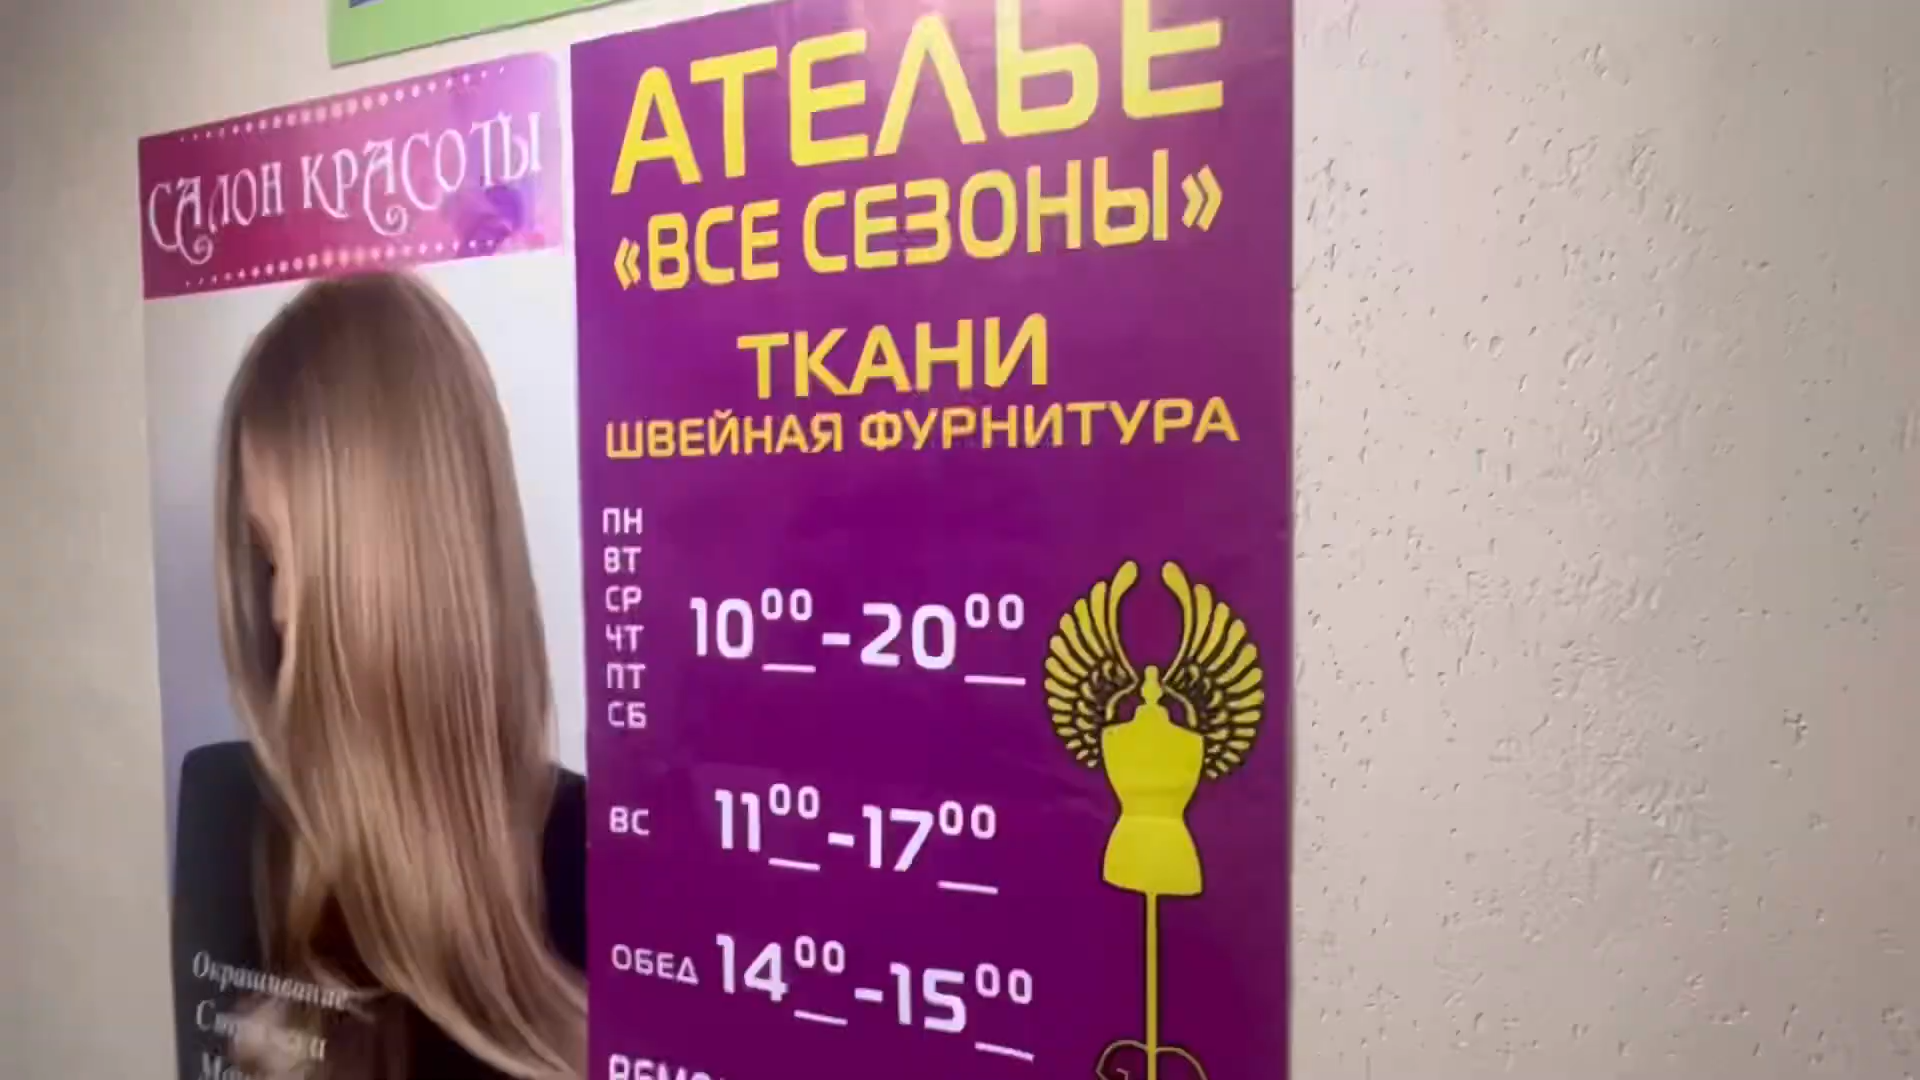 САЛОН КРАСОТЫ
Окрашивание
АТЕЛЬЕ
«ВСЕ СЕЗОНЫ»
ТКАНИ
ШВЕЙНАЯ ФУРНИТУРА
ПН
ВТ
СР
ЧТ
ПТ
СБ
10⁰⁰-20⁰⁰
ВС 11⁰⁰-17⁰⁰
ОБЕД 14⁰⁰-15⁰⁰